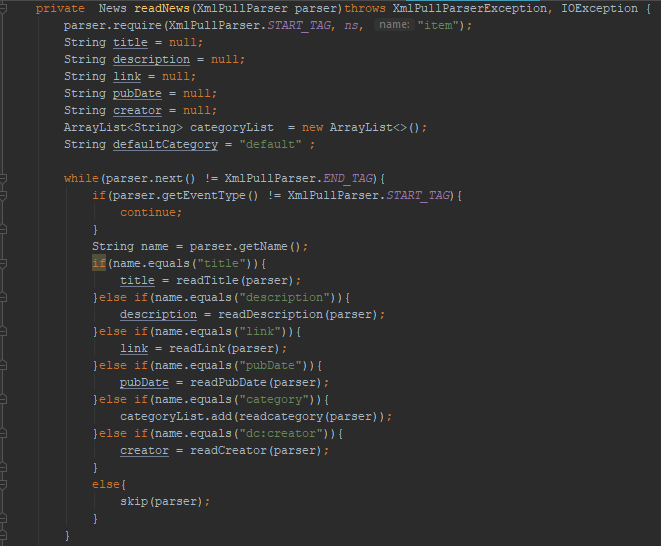 private  News readNews(XmlPullParser parser)throws XmlPullParserException, IOException {
    parser.require(XmlPullParser.START_TAG, ns, name: "item");
    String title = null;
    String description = null;
    String link = null;
    String pubDate = null;
    String creator = null;
    ArrayList<String> categoryList  = new ArrayList<>();
    String defaultCategory = "default" ;

    while(parser.next() != XmlPullParser.END_TAG){
        if(parser.getEventType() != XmlPullParser.START_TAG){
            continue;
        }
        String name = parser.getName();
        if(name.equals("title")){
            title = readTitle(parser);
        }else if(name.equals("description")){
            description = readDescription(parser);
        }else if(name.equals("link")){
            link = readLink(parser);
        }else if(name.equals("pubDate")){
            pubDate = readPubDate(parser);
        }else if(name.equals("category")){
            categoryList.add(readcategory(parser));
        }else if(name.equals("dc:creator")){
            creator = readCreator(parser);
        }
        else{
            skip(parser);
        }
    }